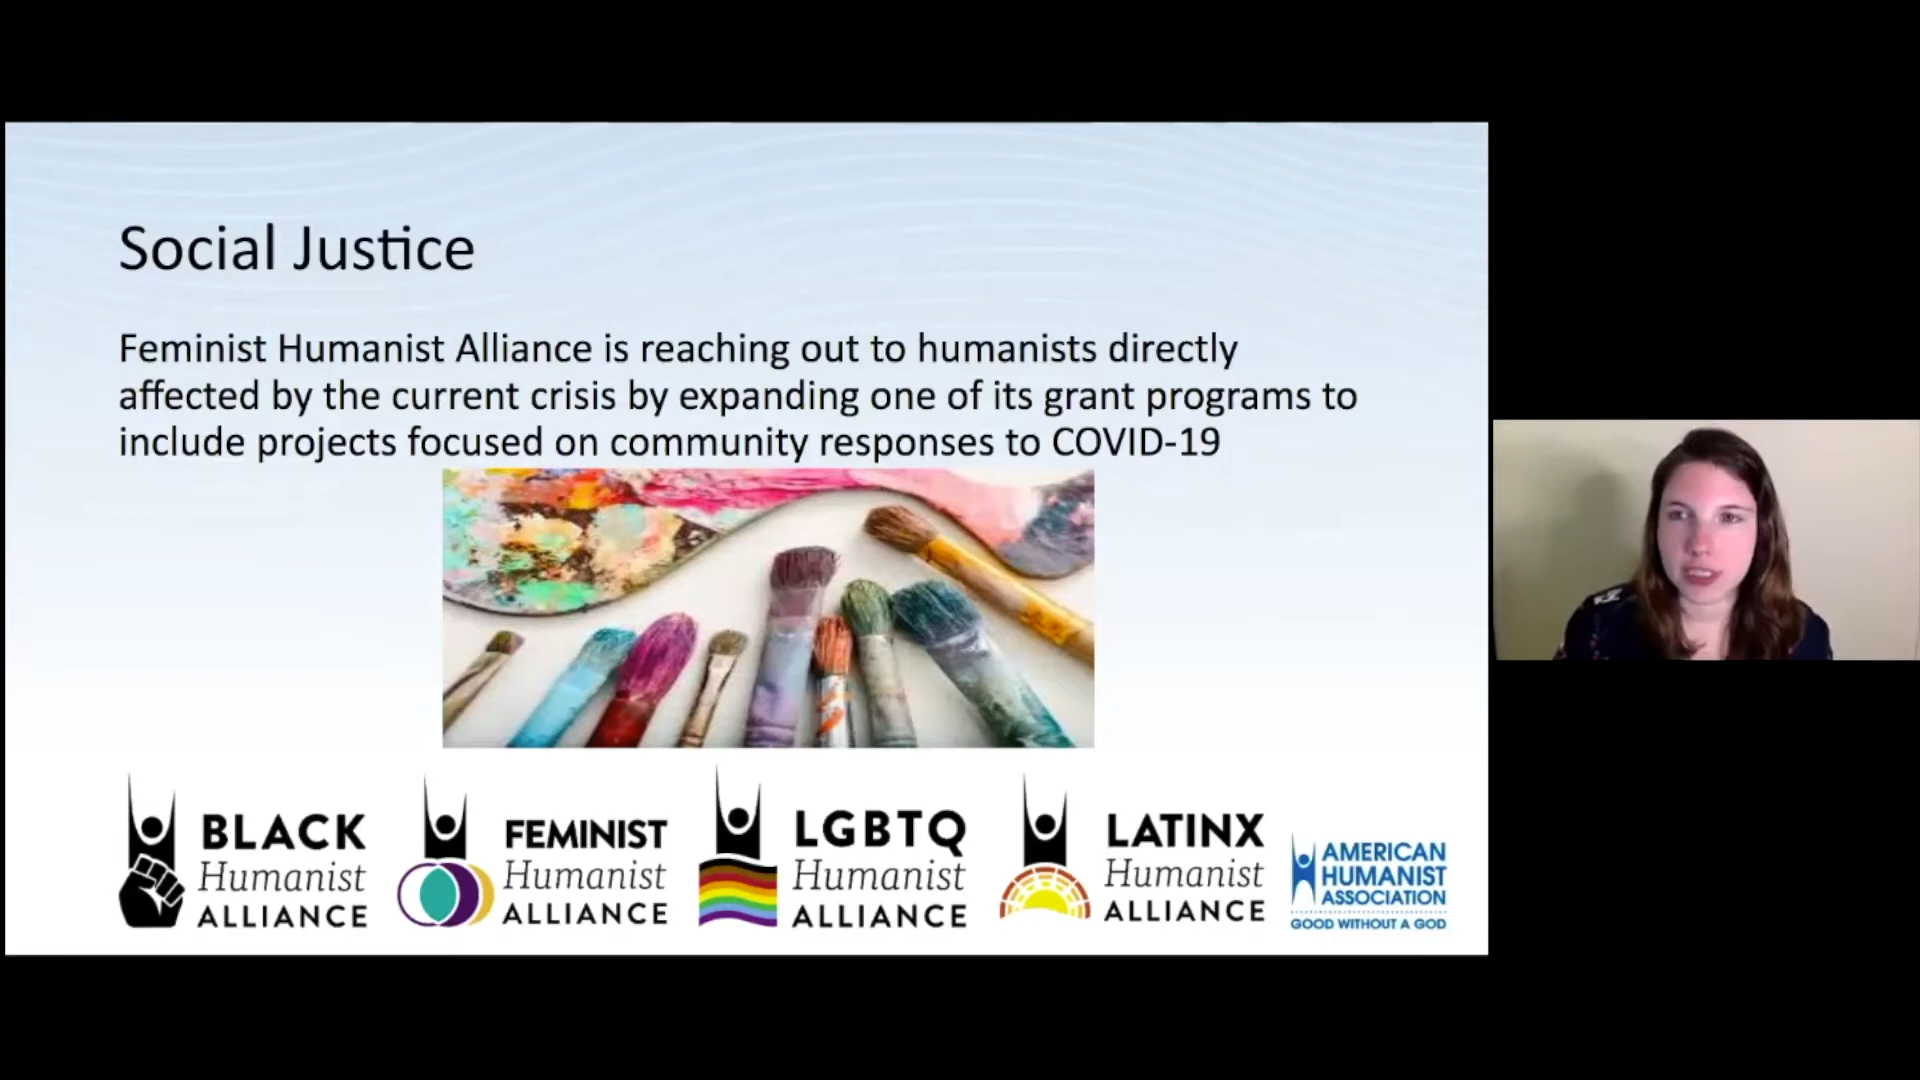 Social Justice
Feminist Humanist Alliance is reaching out to humanists directly
affected by the current crisis by expanding one of its grant programs to
include projects focused on community responses to COVID-19
BLACK
Humanist
ALLIANCE
FEMINIST
Humanist
ALLIANCE
LGBTQ
Humanist
ALLIANCE
LATINX
Humanist
ALLIANCE
AMERICAN
HUMANIST
ASSOCIATION
GOOD WITHOUT A GOD